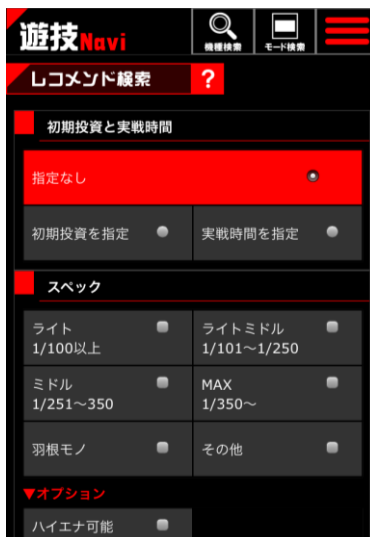 遊技Navi
機種検索 モード検索
レコメンド検索 ?
初期投資と実戦時間
指定なし
初期投資を指定 実戦時間を指定
スペック
ライト ライトミドル
1/100以上 1/101～1/250
ミドル MAX
1/251～350 1/350～
羽根モノ その他
▼オプション
ハイエナ可能